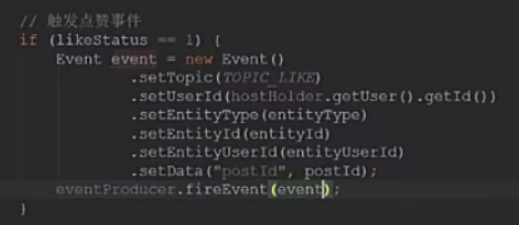 // 触发点赞事件
if (likeStatus == 1) {
Event event = new Event()
.setTopic(TOPIC_LIKE)
.setUserId(hostHolder.getUser().getId())
.setEntityType(entityType)
.setEntityId(entityId)
.setEntityUserId(entityUserId)
.setData("postId", postId);
eventProducer.fireEvent(event);
}